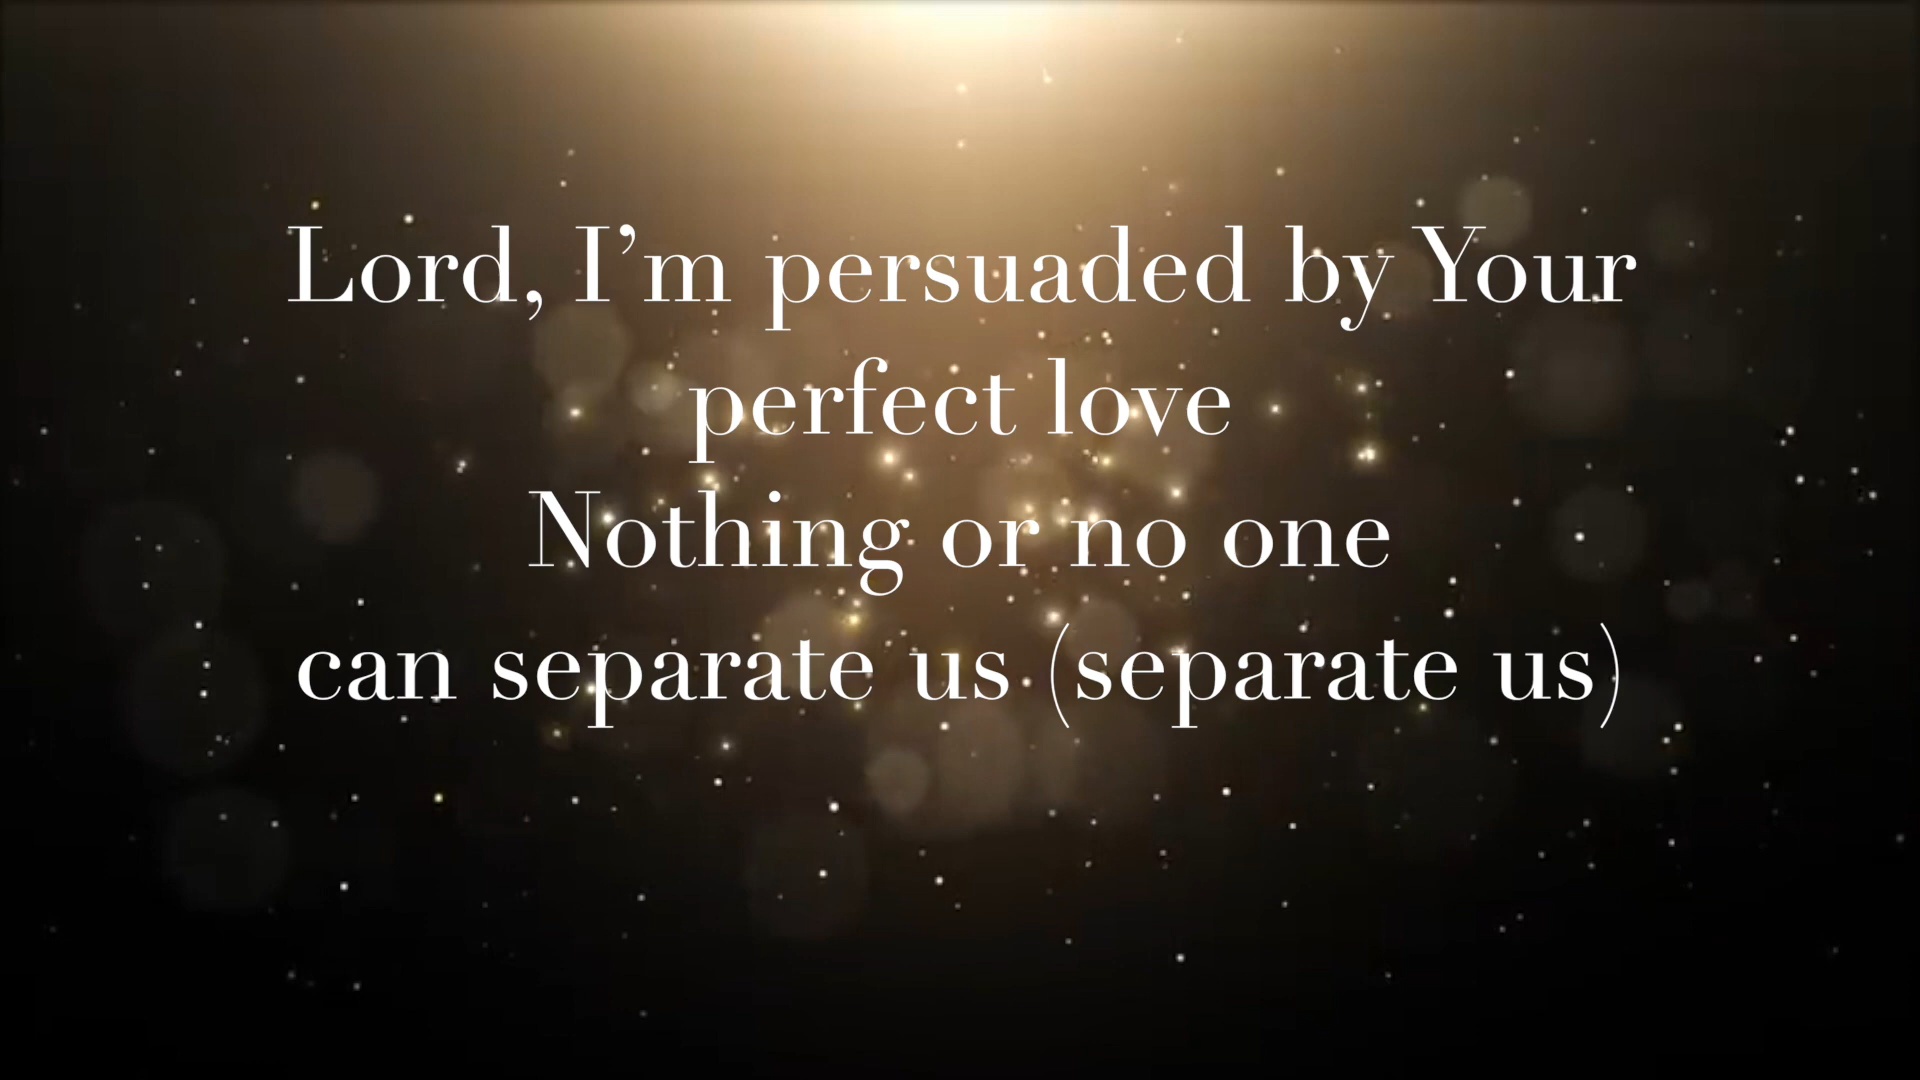 Lord, I’m persuaded by Your
perfect love
Nothing or no one
can separate us (separate us)